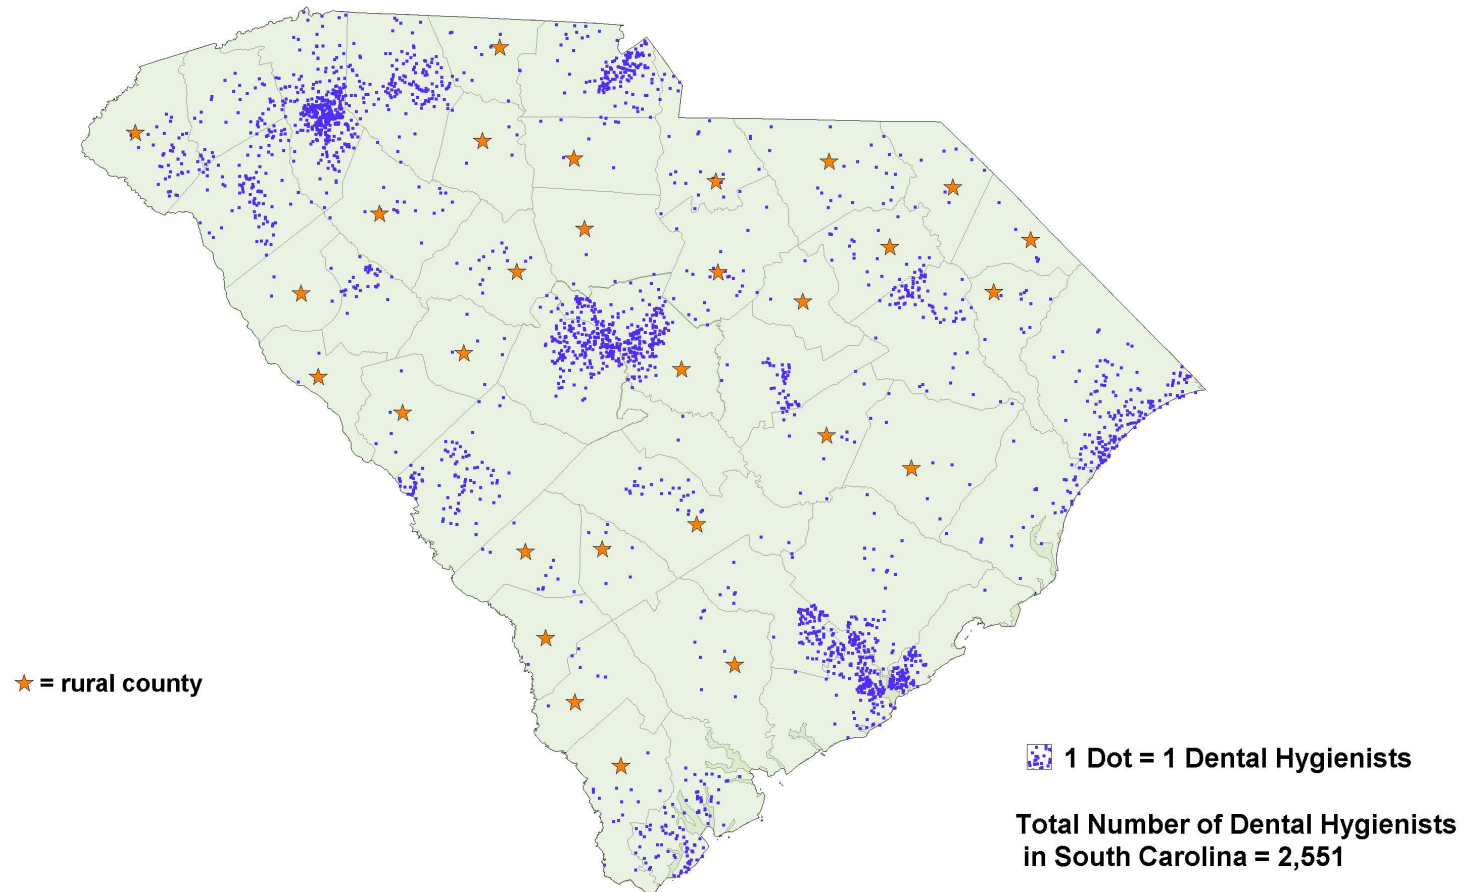 = rural county
1 Dot = 1 Dental Hygienists
Total Number of Dental Hygienists
in South Carolina = 2,551